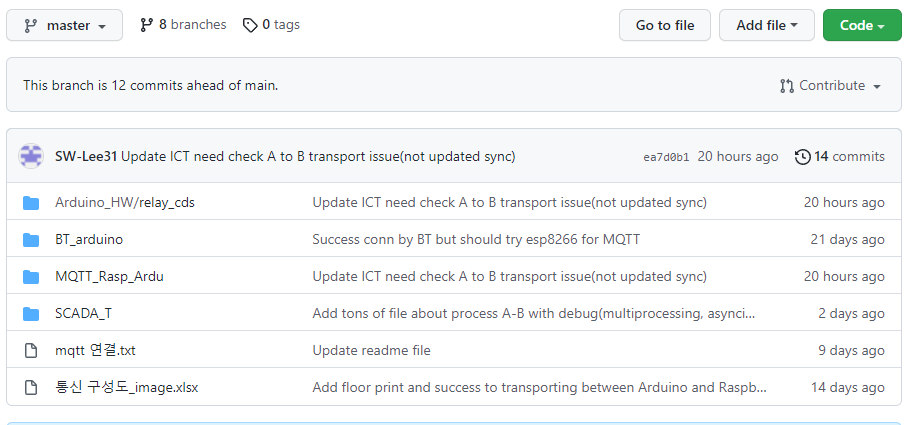 master 8 branches 0 tags Go to file Add file Code
This branch is 12 commits ahead of main. Contribute
SW-Lee31 Update ICT need check A to B transport issue(not updated sync) ea7d0b1 20 hours ago 14 commits
Arduino_HW/relay_cds Update ICT need check A to B transport issue(not updated sync) 20 hours ago
BT_arduino Success conn by BT but should try esp8266 for MQTT 21 days ago
MQTT_Rasp_Ardu Update ICT need check A to B transport issue(not updated sync) 20 hours ago
SCADA_T Add tons of file about process A-B with debug(multiprocessing, asynci... 2 days ago
mqtt 연결.txt Update readme file 9 days ago
통신 구성도_image.xlsx Add floor print and success to transporting between Arduino and Raspb... 14 days ago